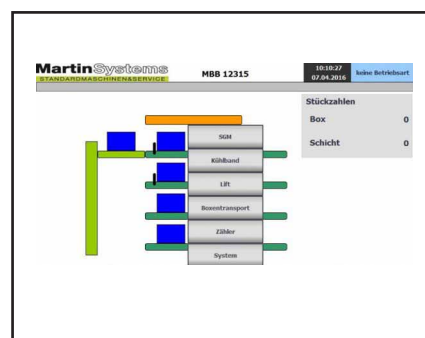 MartinSystems
STANDARDMASCHINEN&SERVICE
MBB 12315
10:10:27
07.04.2016
keine Betriebsart
Stückzahlen
Box 0
Schicht 0
SGM
Kühlband
Lift
Boxentransport
Zähler
System